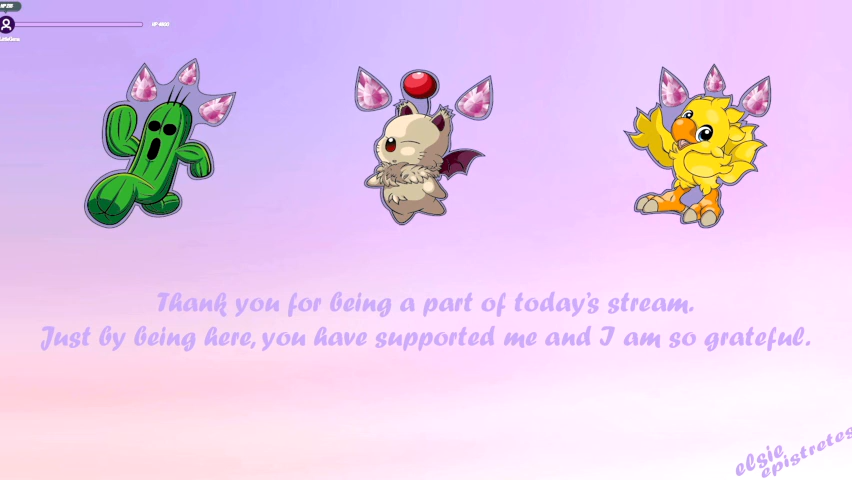 Thank you for being a part of today's stream.
Just by being here, you have supported me and I am so grateful.
elsie
epistretes